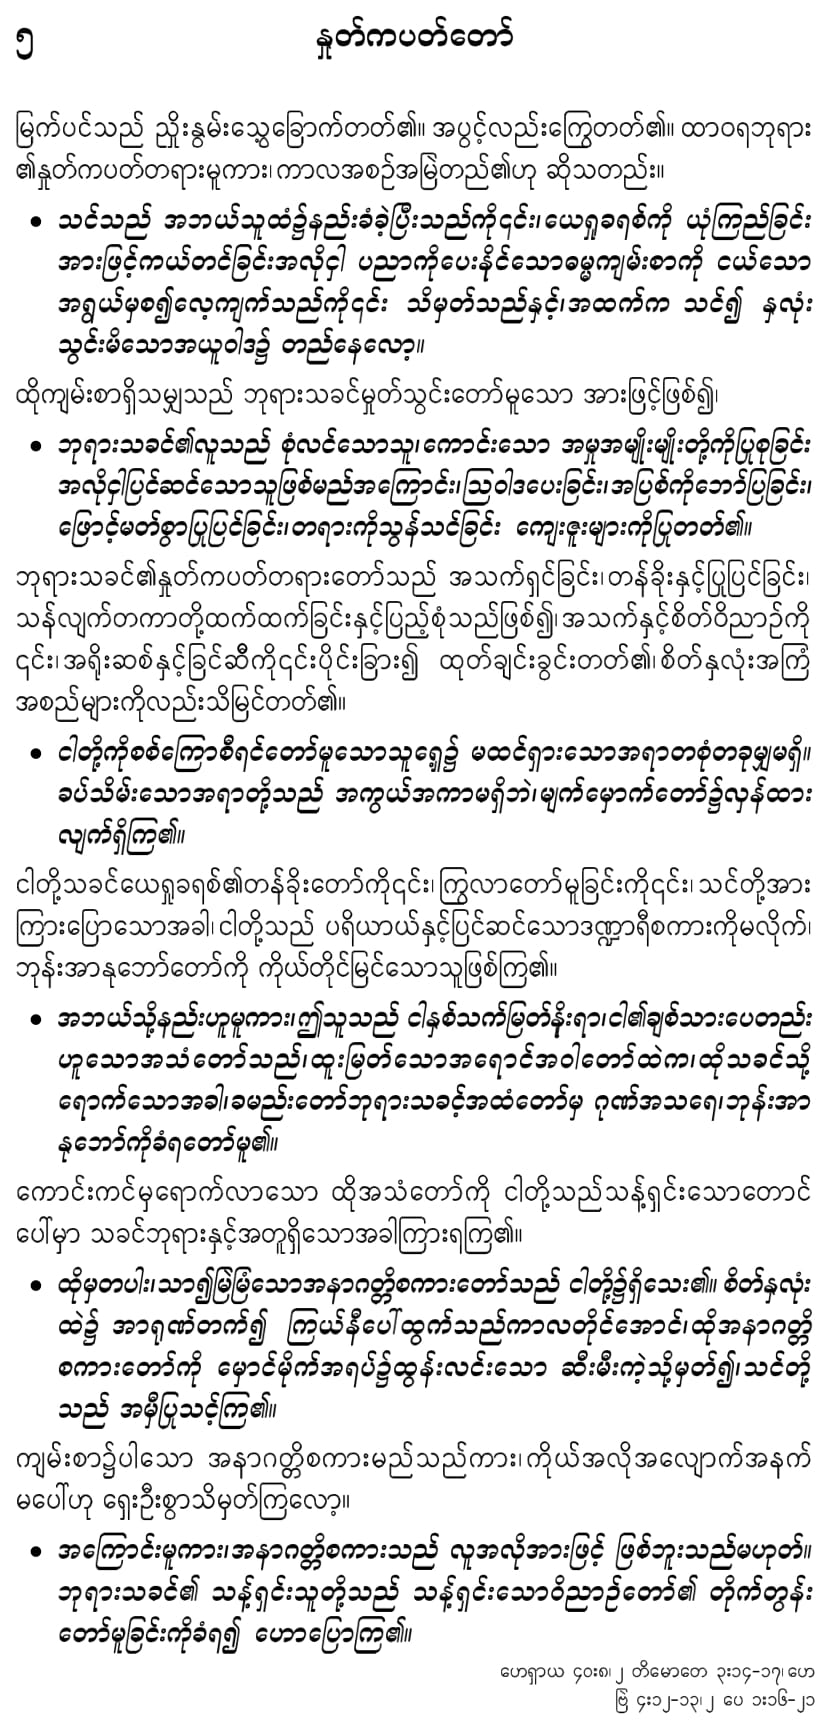 ၅ နှုတ်ကပတ်တော်
မြက်ပင်သည် ညှိုးနွမ်းသွေ့ခြောက်တတ်၏။ အပွင့်လည်းကြွေတတ်၏။ ထာဝရဘုရား
၏နှုတ်ကပတ်တရားမူကား၊ ကာလအစဉ်အမြဲတည်၏ဟု ဆိုသတည်း။
• သင်သည် အဘယ်သူထံ၌နည်းခံခဲ့ပြီးသည်ကို၎င်း၊ ယေရှုခရစ်ကို ယုံကြည်ခြင်း
အားဖြင့်ကယ်တင်ခြင်းအလိုငှါ ပညာကိုပေးနိုင်သောဓမ္မကျမ်းစာကို ငယ်သော
အရွယ်မှစ၍လေ့ကျက်သည်ကို၎င်း သိမှတ်သည်နှင့်၊ အထက်က သင်၍ နှလုံး
သွင်းမိသောအယူဝါဒ၌ တည်နေလော့။
ထိုကျမ်းစာရှိသမျှသည် ဘုရားသခင်မှုတ်သွင်းတော်မူသော အားဖြင့်ဖြစ်၍၊
• ဘုရားသခင်၏လူသည် စုံလင်သောသူ၊ ကောင်းသော အမှုအမျိုးမျိုးတို့ကိုပြုစုခြင်း
အလိုငှါပြင်ဆင်သောသူဖြစ်မည်အကြောင်း၊ ဩဝါဒပေးခြင်း၊ အပြစ်ကိုဘော်ပြခြင်း၊
ဖြောင့်မတ်စွာပြုပြင်ခြင်း၊ တရားကိုသွန်သင်ခြင်း ကျေးဇူးများကိုပြုတတ်၏။
ဘုရားသခင်၏နှုတ်ကပတ်တရားတော်သည် အသက်ရှင်ခြင်း၊ တန်ခိုးနှင့်ပြုပြင်ခြင်း၊
သန်လျက်တကာတို့ထက်ထက်ခြင်းနှင့်ပြည့်စုံသည်ဖြစ်၍၊ အသက်နှင့်စိတ်ဝိညာဉ်ကို
၎င်း၊ အရိုးဆစ်နှင့်ခြင်ဆီကို၎င်းပိုင်းခြား၍ ထုတ်ချင်းခွင်းတတ်၏၊ စိတ်နှလုံးအကြံ
အစည်များကိုလည်းသိမြင်တတ်၏။
• ငါတို့ကိုစစ်ကြောစီရင်တော်မူသောသူရှေ့၌ မထင်ရှားသောအရာတစုံတခုမျှမရှိ။
ခပ်သိမ်းသောအရာတို့သည် အကွယ်အကာမရှိဘဲ၊ မျက်မှောက်တော်၌လှန်ထား
လျက်ရှိကြ၏။
ငါတို့သခင်ယေရှုခရစ်၏တန်ခိုးတော်ကို၎င်း၊ ကြွလာတော်မူခြင်းကို၎င်း၊ သင်တို့အား
ကြားပြောသောအခါ၊ ငါတို့သည် ပရိယာယ်နှင့်ပြင်ဆင်သောဒဏ္ဍာရီစကားကိုမလိုက်၊
ဘုန်းအာနုဘော်တော်ကို ကိုယ်တိုင်မြင်သောသူဖြစ်ကြ၏။
• အဘယ်သို့နည်းဟူမူကား၊ ဤသူသည် ငါနှစ်သက်မြတ်နိုးရာ၊ ငါ၏ချစ်သားပေတည်း
ဟူသောအသံတော်သည်၊ ထူးမြတ်သောအရောင်အဝါတော်ထဲက၊ ထိုသခင်သို့
ရောက်သောအခါ၊ ခမည်းတော်ဘုရားသခင့်အထံတော်မှ ဂုဏ်အသရေ၊ ဘုန်းအာ
နုဘော်ကိုခံရတော်မူ၏။
ကောင်းကင်မှရောက်လာသော ထိုအသံတော်ကို ငါတို့သည်သန့်ရှင်းသောတောင်
ပေါ်မှာ သခင်ဘုရားနှင့်အတူရှိသောအခါကြားရကြ၏။
• ထိုမှတပါး၊ သာ၍မြဲမြံသောအနာဂတ္တိစကားတော်သည် ငါတို့၌ရှိသေး၏။ စိတ်နှလုံး
ထဲ၌ အာရုဏ်တက်၍ ကြယ်နီပေါ်ထွက်သည်ကာလတိုင်အောင်၊ ထိုအနာဂတ္တိ
စကားတော်ကို မှောင်မိုက်အရပ်၌ထွန်းလင်းသော ဆီးမီးကဲ့သို့မှတ်၍၊ သင်တို့
သည် အမှီပြုသင့်ကြ၏။
ကျမ်းစာ၌ပါသော အနာဂတ္တိစကားမည်သည်ကား၊ ကိုယ်အလိုအလျောက်အနက်
မပေါ်ဟု ရှေးဦးစွာသိမှတ်ကြလော့။
• အကြောင်းမူကား၊ အနာဂတ္တိစကားသည် လူအလိုအားဖြင့် ဖြစ်ဘူးသည်မဟုတ်။
ဘုရားသခင်၏ သန့်ရှင်းသူတို့သည် သန့်ရှင်းသောဝိညာဉ်တော်၏ တိုက်တွန်း
တော်မူခြင်းကိုခံရ၍ ဟောပြောကြ၏။
ဟေရှာယ ၄၀း၈၊ ၂ တိမောတေ ၃း၁၄-၁၇၊ ဟေ
ဗြဲ ၄း၁၂-၁၃၊ ၂ ပေ ၁း၁၆-၂၁